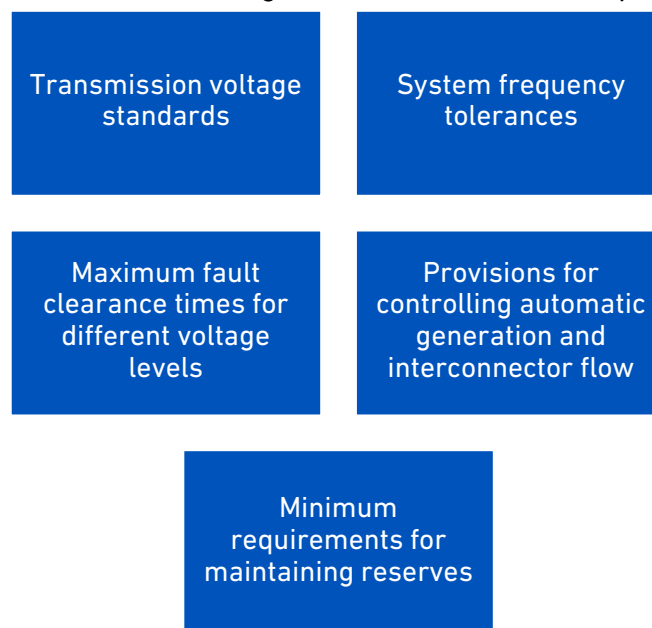 Transmission voltage
standards
System frequency
tolerances
Maximum fault
clearance times for
different voltage
levels
Provisions for
controlling automatic
generation and
interconnector flow
Minimum
requirements for
maintaining reserves